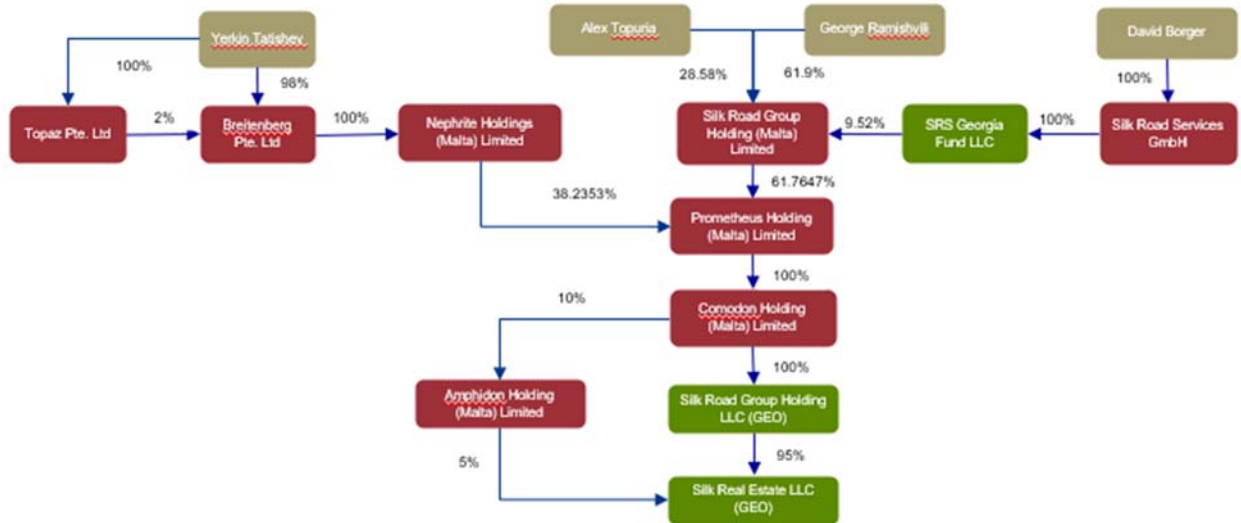 Yerkin Tatishev
Alex Topuria
George Ramishvili
David Borger
100%
98%
28.58%
61.9%
100%
Topaz Pte. Ltd
2%
Breitenberg
Pte. Ltd
100%
Nephrite Holdings
(Malta) Limited
Silk Road Group
Holding (Malta)
Limited
9.52%
SRS Georgia
Fund LLC
100%
Silk Road Services
GmbH
38.2353%
61.7647%
Prometheus Holding
(Malta) Limited
100%
10%
Comodon Holding
(Malta) Limited
100%
Amphidon Holding
(Malta) Limited
Silk Road Group Holding
LLC (GEO)
5%
95%
Silk Real Estate LLC
(GEO)